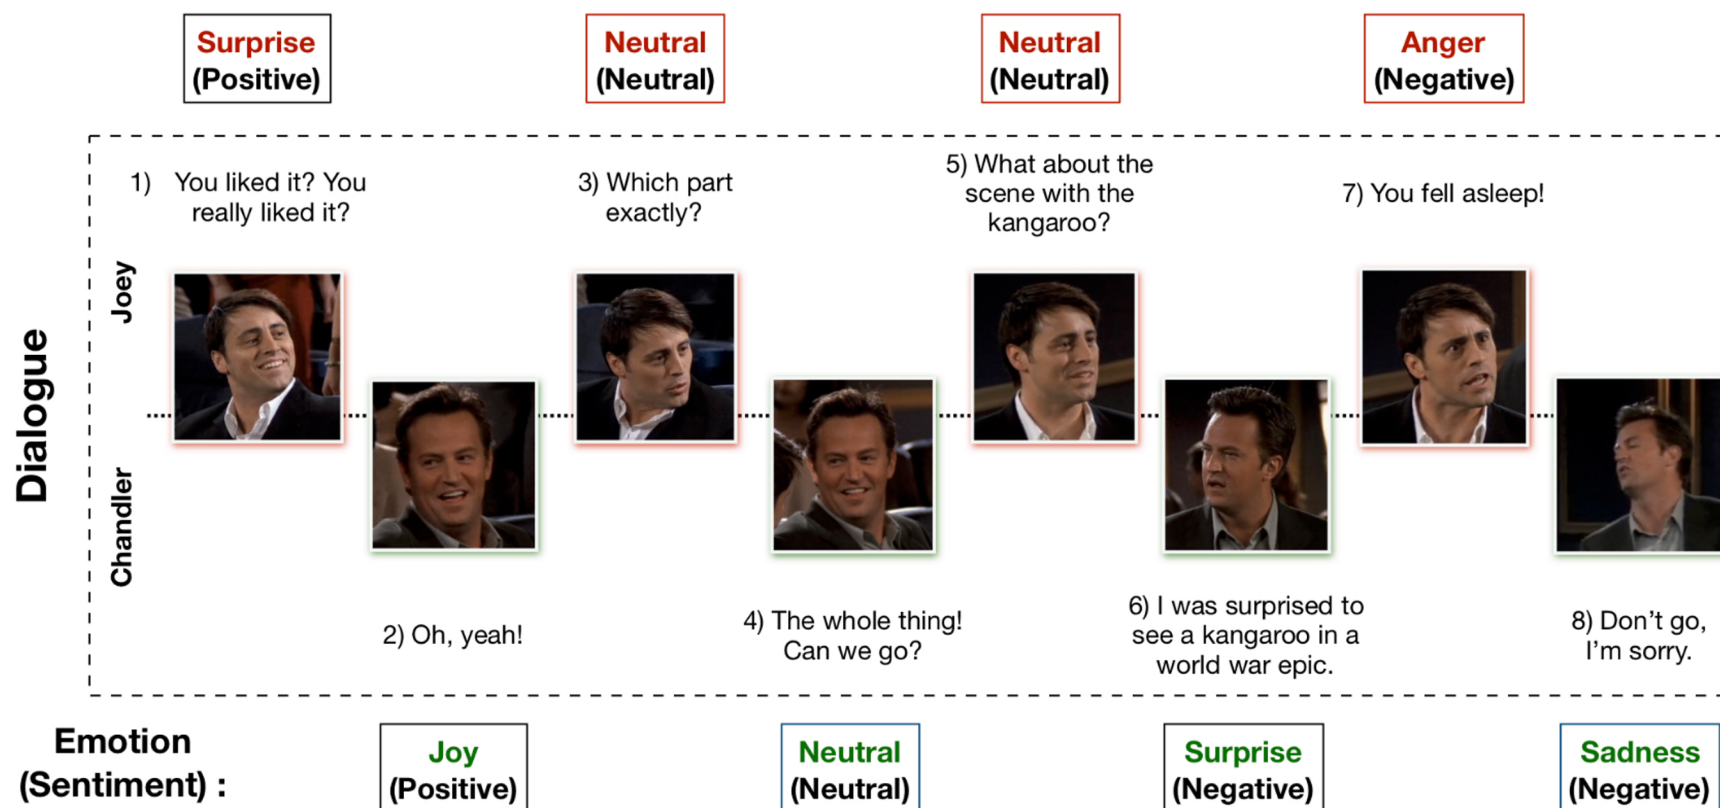 Surprise
(Positive)
Neutral
(Neutral)
Neutral
(Neutral)
Anger
(Negative)
Dialogue
Joey
Chandler
1) You liked it? You
really liked it?
2) Oh, yeah!
3) Which part
exactly?
4) The whole thing!
Can we go?
5) What about the
scene with the
kangaroo?
6) I was surprised to
see a kangaroo in a
world war epic.
7) You fell asleep!
8) Don't go,
I'm sorry.
Emotion
(Sentiment) :
Joy
(Positive)
Neutral
(Neutral)
Surprise
(Negative)
Sadness
(Negative)